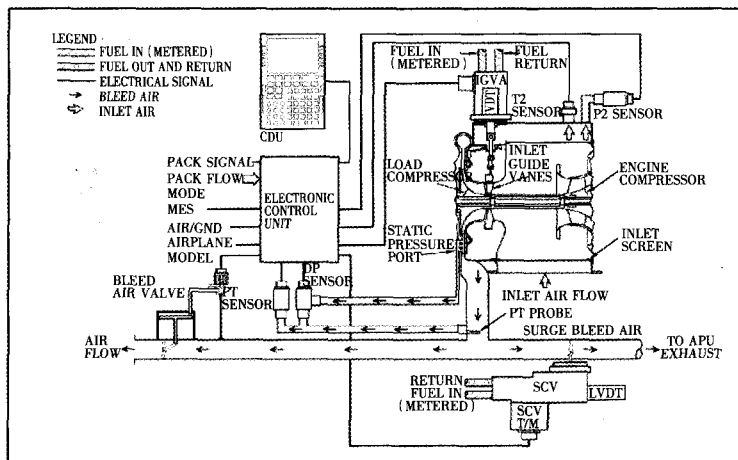 LEGEND
FUEL IN (METERED)
FUEL OUT AND RETURN
ELECTRICAL SIGNAL
BLEED AIR
INLET AIR
CDU
FUEL IN
(METERED)
FUEL
RETURN
IGVA
VDT
T2
SENSOR
P2 SENSOR
PACK SIGNAL
PACK FLOW
MODE
MES
AIR/GND
AIRPLANE
MODEL
ELECTRONIC
CONTROL
UNIT
LOAD
COMPRESSOR
INLET
GUIDE
VANES
ENGINE
COMPRESSOR
STATIC
PRESSURE
PORT
INLET
SCREEN
BLEED
AIR VALVE
PT SENSOR
DP
SENSOR
INLET AIR FLOW
PT PROBE
SURGE BLEED AIR
AIR
FLOW
TO APU
EXHAUST
RETURN
FUEL IN
(METERED)
SCV
LVDT
SCV
T/M